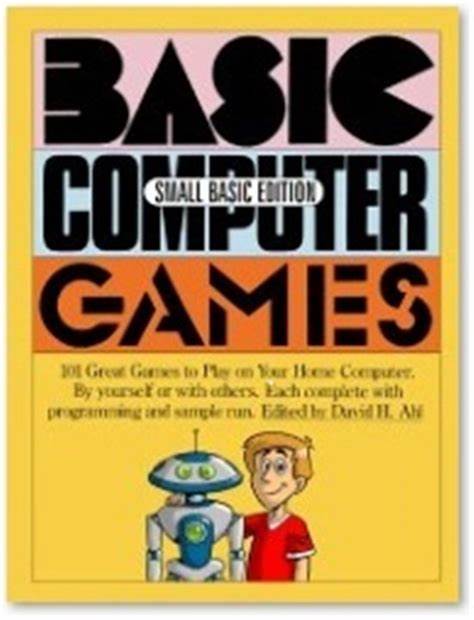 BASIC
COMPUTER
SMALL BASIC EDITION
GAMES
101 Great Games to Play on Your Home Computer.
By yourself or with others. Each complete with
programming and sample run. Edited by David H. Ahl